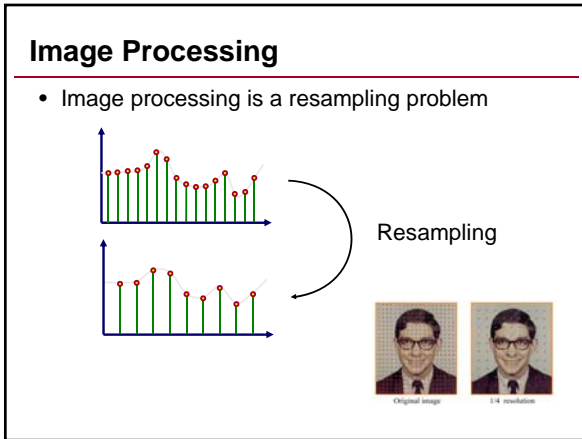 Image Processing
• Image processing is a resampling problem
Resampling
Original image
1/4 resolution